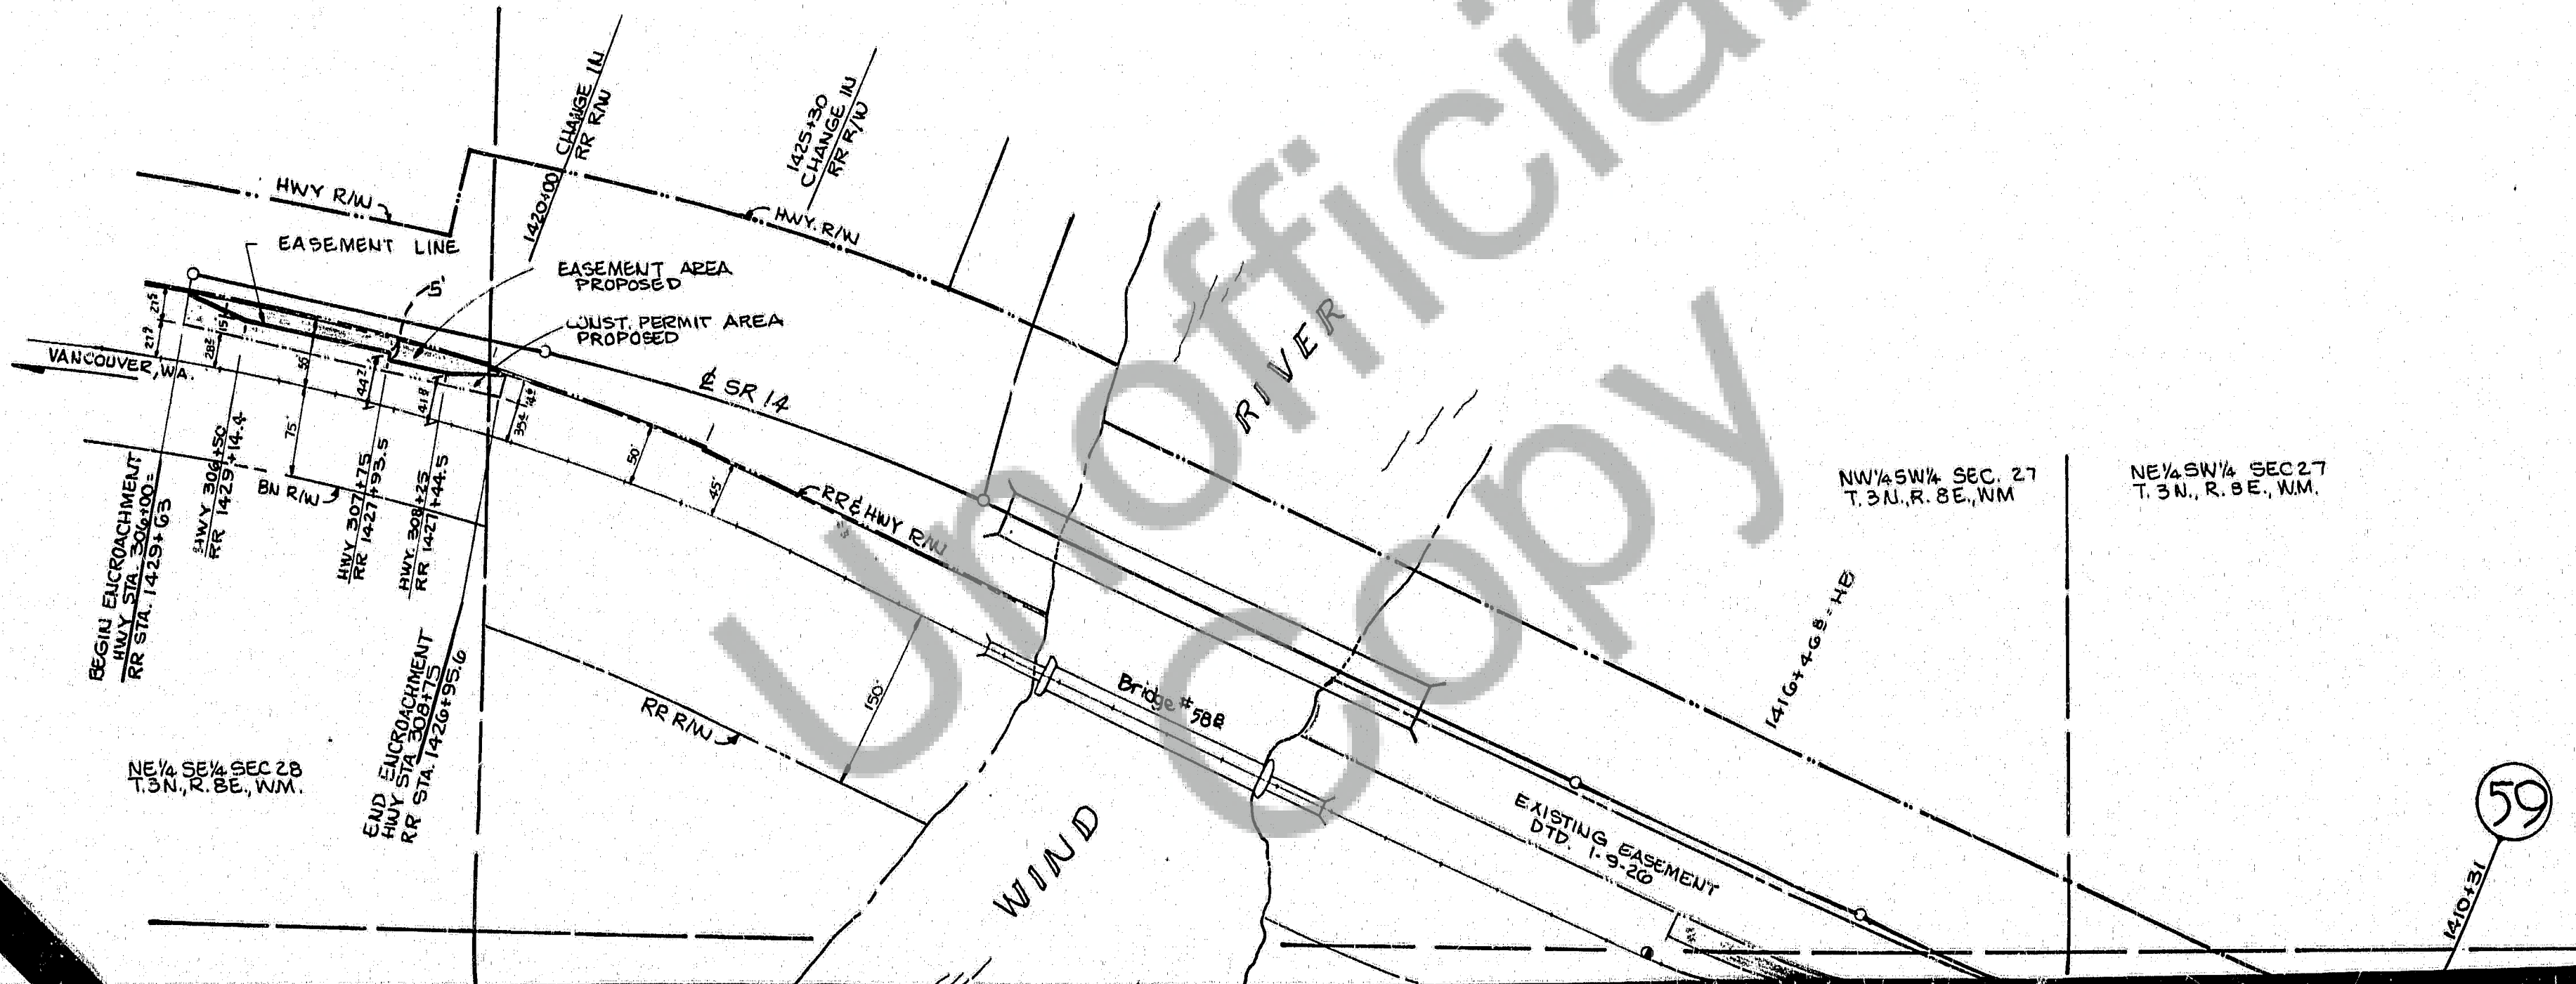 CHANGE IN
RR R/W
1420+00
1425+30
CHANGE IN
RR R/W
HWY R/W
HWY. R/W
EASEMENT LINE
EASEMENT AREA
PROPOSED
5'
CONST. PERMIT AREA
PROPOSED
VANCOUVER, WA.
SR 14
75'
50'
45'
BN R/W
RR & HWY R/W
BEGIN ENCROACHMENT
HWY STA. 306+00=
RR STA. 1429+63
HWY 306+50
RR 1429+14.4
HWY 307+75
RR 1427+93.5
HWY. 308+25
RR 1427+44.5
END ENCROACHMENT
HWY STA. 308+75
RR STA. 1426+95.6
RR R/W
150'
Bridge #58B
WIND
RIVER
EXISTING EASEMENT
DTD. 1-9-26
NE¼ SE¼ SEC 28
T.3N., R.8E., W.M.
NW¼ SW¼ SEC. 27
T.3N., R.8E., WM
NE¼ SW¼ SEC 27
T.3N., R.8E., W.M.
1416+46.8 = HB
59
1410+31
Unofficial
Copy